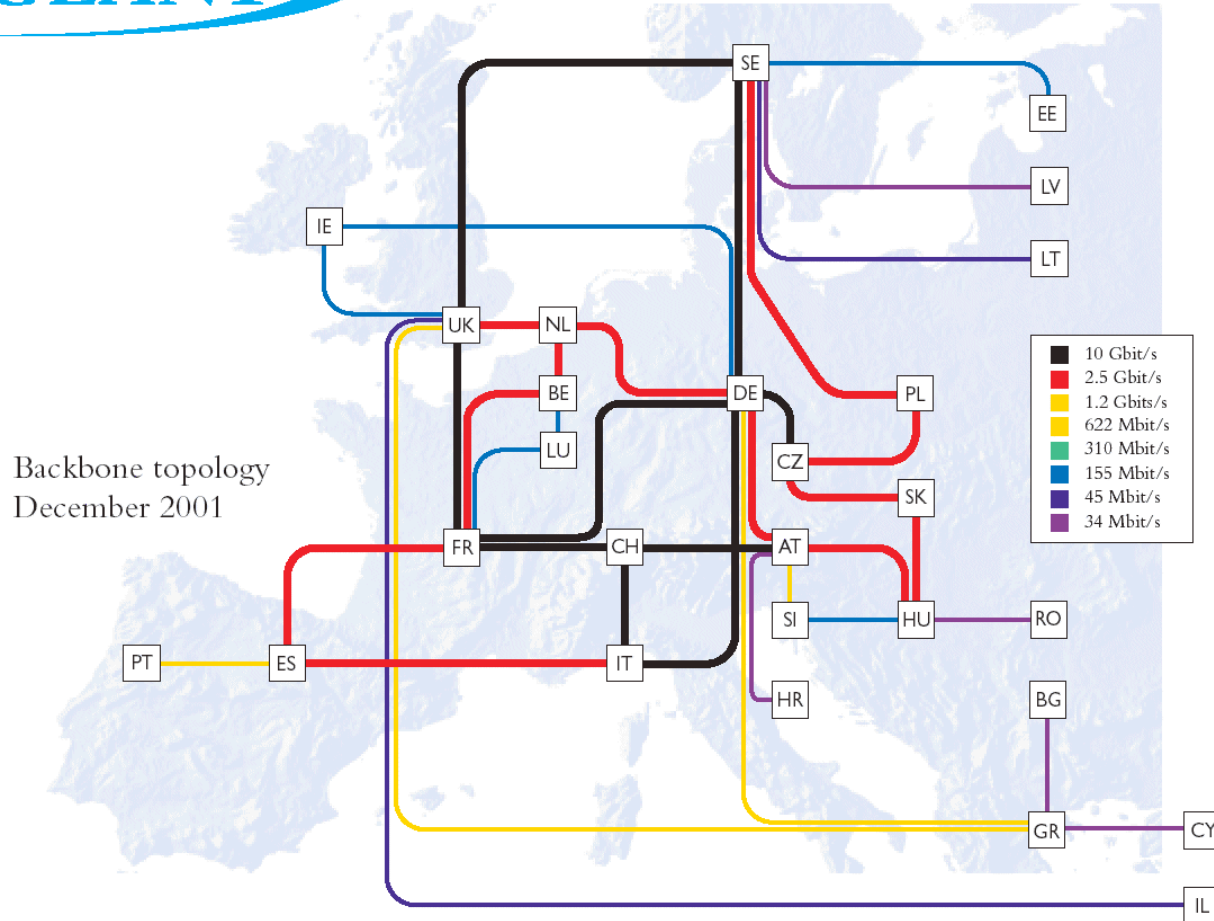 SE
EE
LV
IE
LT
UK
NL
10 Gbit/s
2.5 Gbit/s
1.2 Gbits/s
622 Mbit/s
310 Mbit/s
155 Mbit/s
45 Mbit/s
34 Mbit/s
BE
DE
PL
LU
CZ
Backbone topology
December 2001
SK
FR
CH
AT
SI
HU
RO
PT
ES
IT
HR
BG
GR
CY
IL